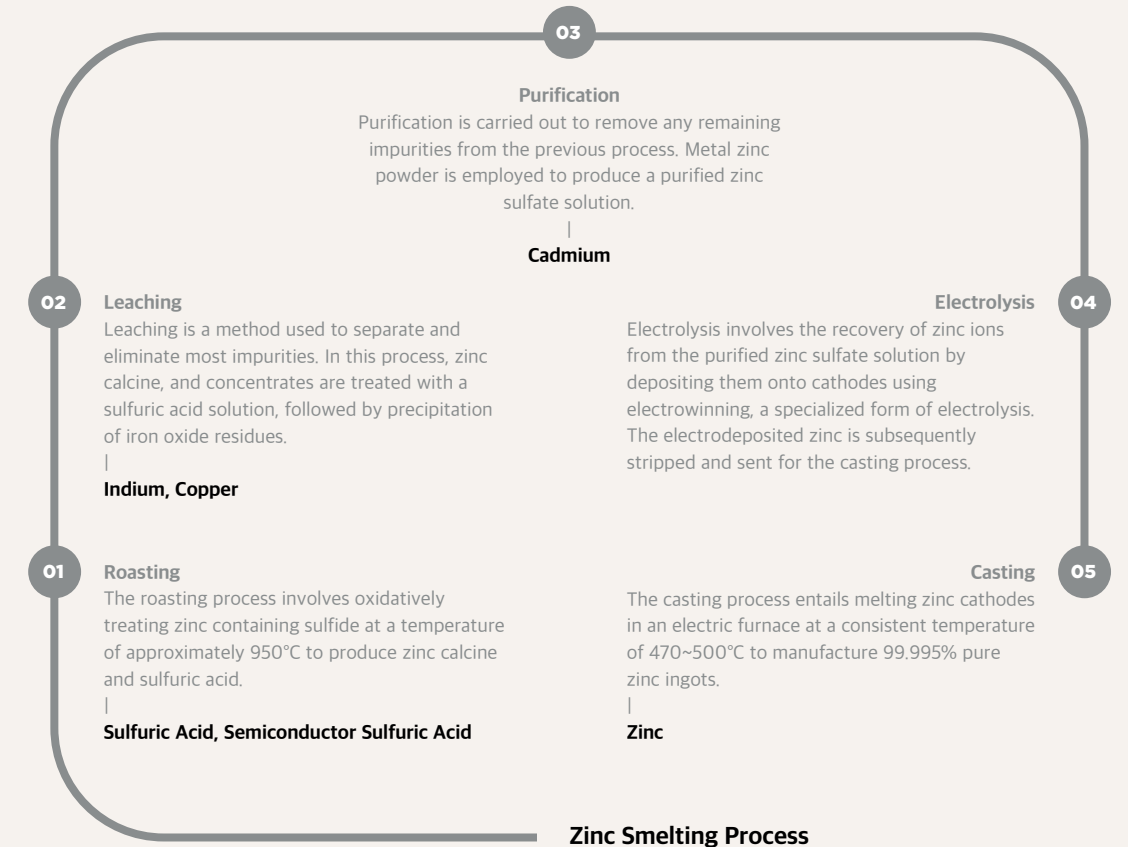 03
Purification
Purification is carried out to remove any remaining
impurities from the previous process. Metal zinc
powder is employed to produce a purified zinc
sulfate solution.
|
Cadmium
02
Leaching
Leaching is a method used to separate and
eliminate most impurities. In this process, zinc
calcine, and concentrates are treated with a
sulfuric acid solution, followed by precipitation
of iron oxide residues.
|
Indium, Copper
Electrolysis
04
Electrolysis involves the recovery of zinc ions
from the purified zinc sulfate solution by
depositing them onto cathodes using
electrowinning, a specialized form of electrolysis.
The electrodeposited zinc is subsequently
stripped and sent for the casting process.
01
Roasting
The roasting process involves oxidatively
treating zinc containing sulfide at a temperature
of approximately 950°C to produce zinc calcine
and sulfuric acid.
|
Sulfuric Acid, Semiconductor Sulfuric Acid
Casting
05
The casting process entails melting zinc cathodes
in an electric furnace at a consistent temperature
of 470~500°C to manufacture 99.995% pure
zinc ingots.
|
Zinc
Zinc Smelting Process